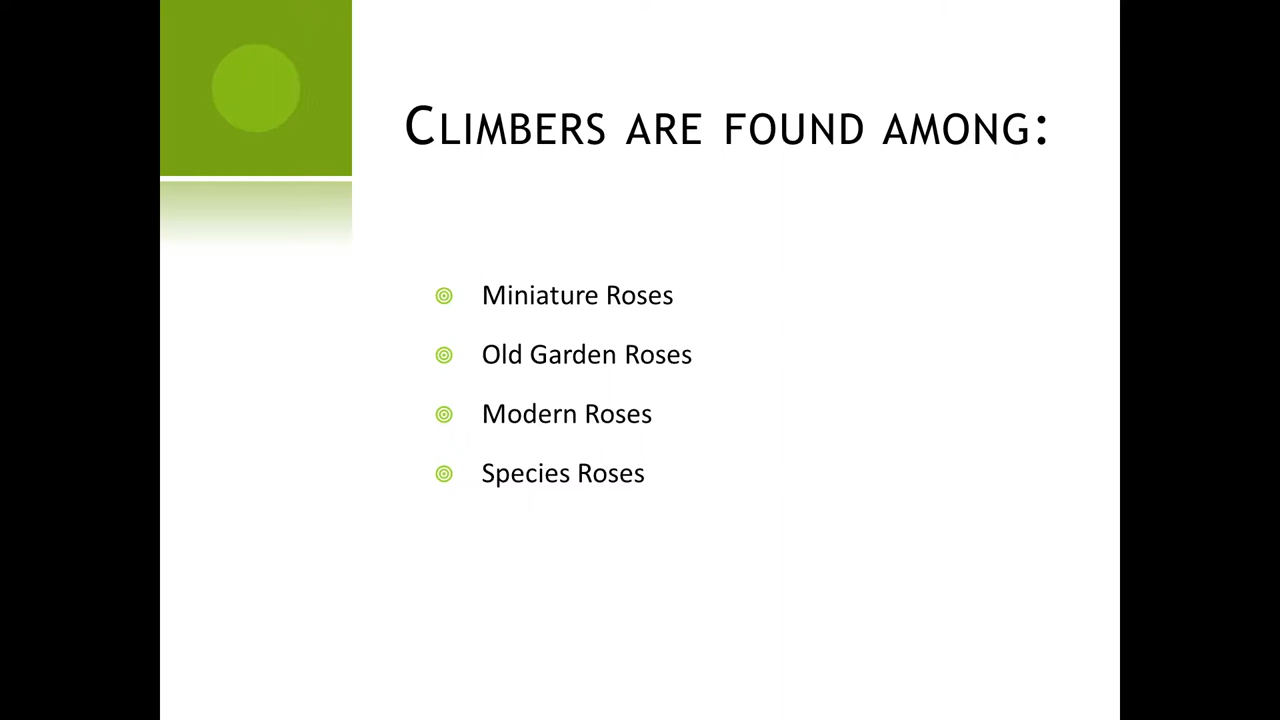 Climbers are found among:
Miniature Roses
Old Garden Roses
Modern Roses
Species Roses